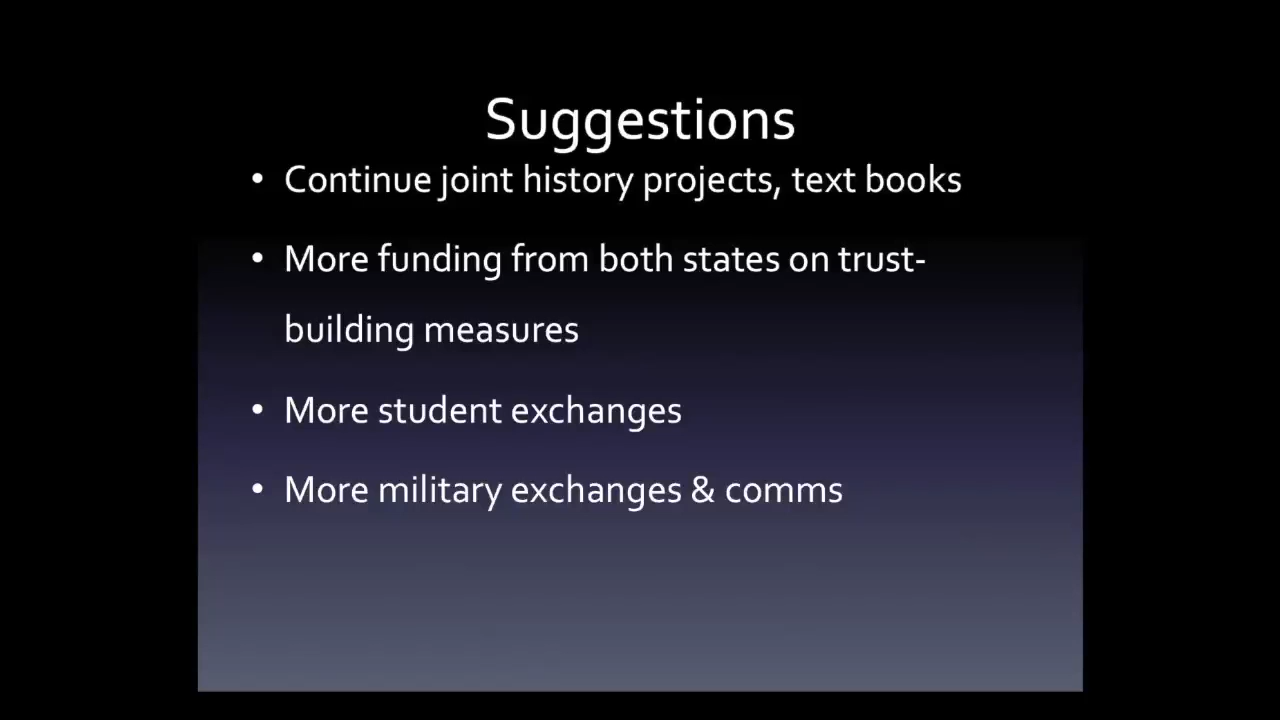 Suggestions
• Continue joint history projects, text books
• More funding from both states on trust-
building measures
• More student exchanges
• More military exchanges & comms